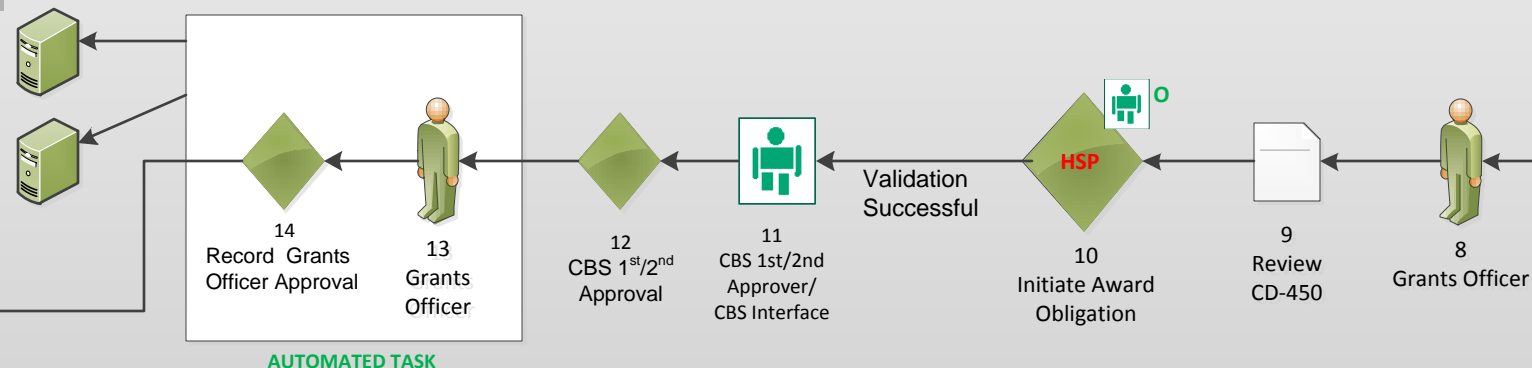 O
HSP
Validation
Successful
14
Record Grants
Officer Approval
13
Grants
Officer
12
CBS 1st/2nd
Approval
11
CBS 1st/2nd
Approver/
CBS Interface
10
Initiate Award
Obligation
9
Review
CD-450
8
Grants Officer
AUTOMATED TASK